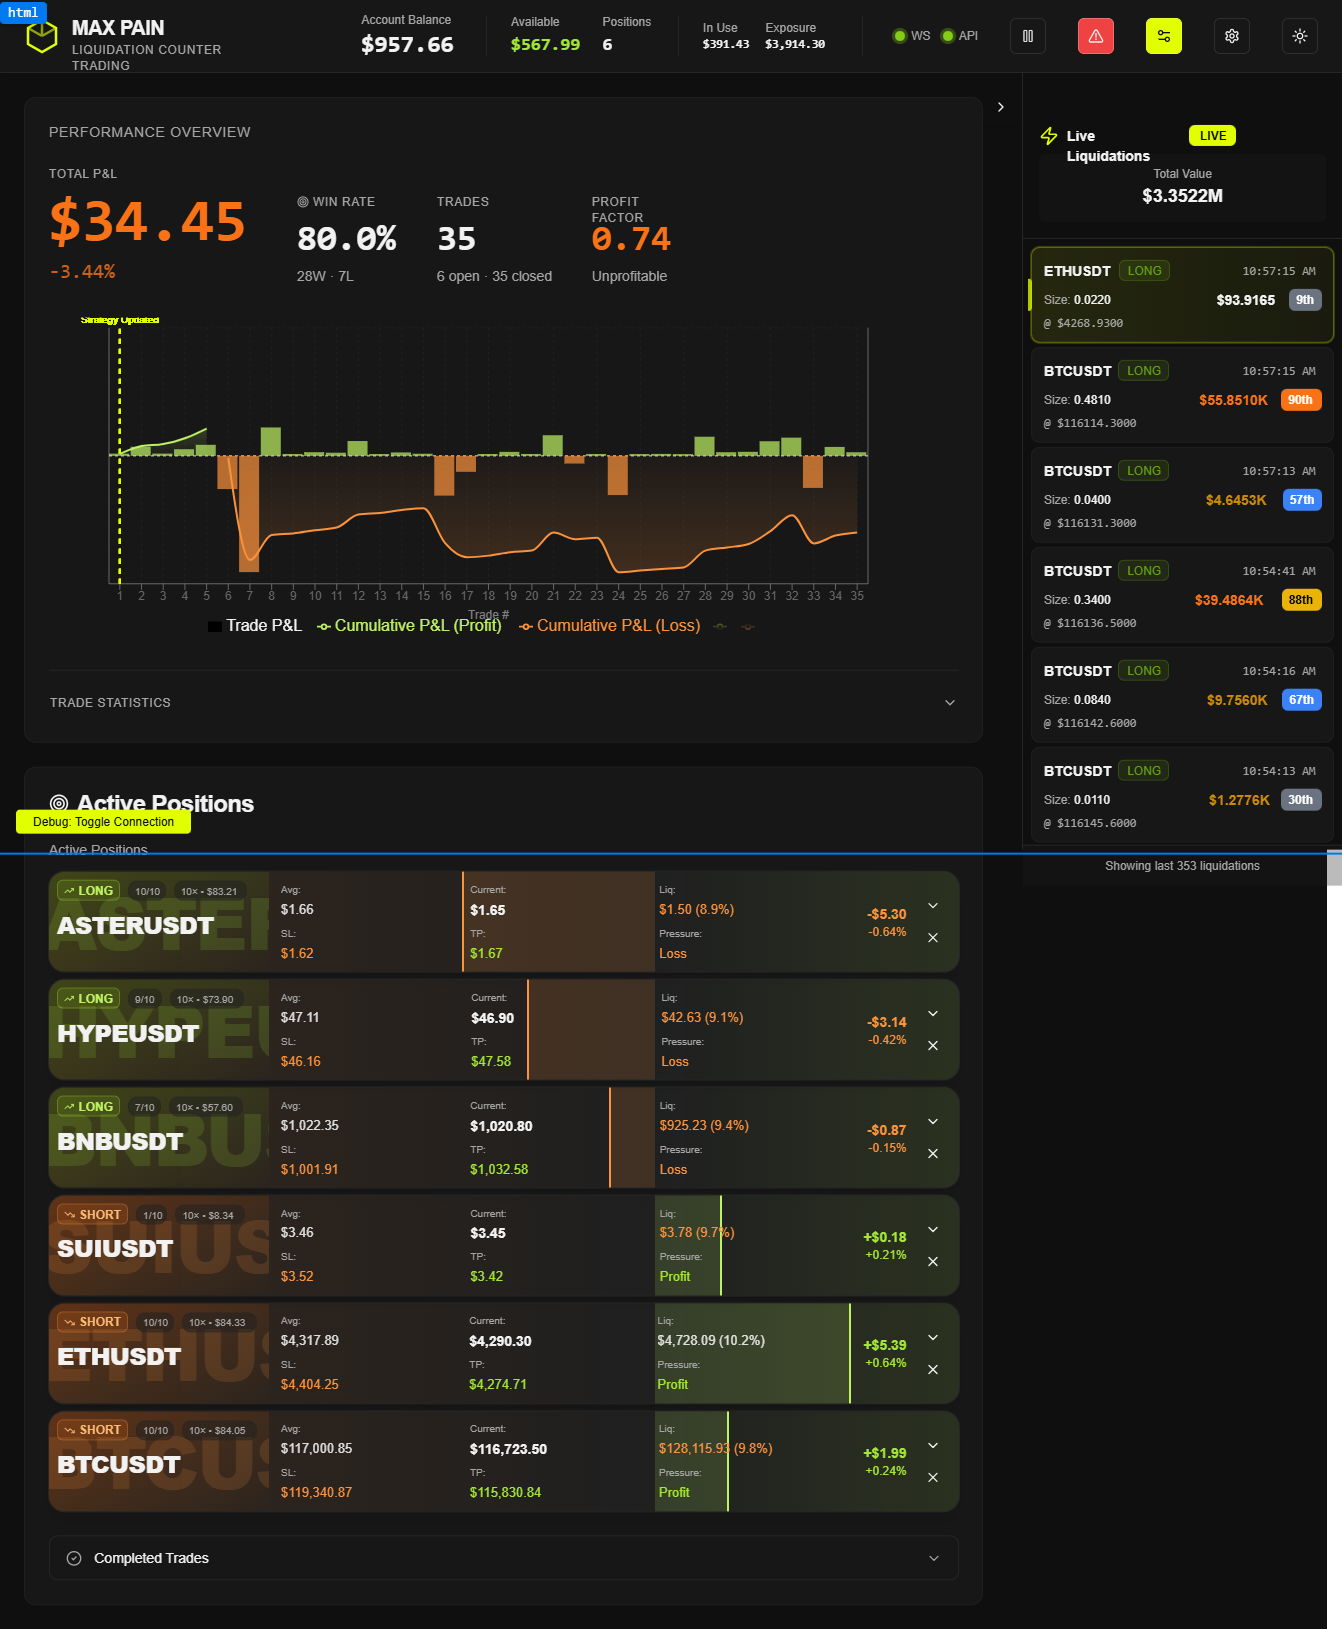 html
MAX PAIN
LIQUIDATION COUNTER
TRADING
Account Balance
$957.66
Available
$567.99
Positions
6
In Use
$391.43
Exposure
$3,914.30
WS
API
PERFORMANCE OVERVIEW
TOTAL P&L
$34.45
-3.44%
WIN RATE
80.0%
28W · 7L
TRADES
35
6 open · 35 closed
PROFIT
FACTOR
0.74
Unprofitable
Strategy Updated
1 2 3 4 5 6 7 8 9 10 11 12 13 14 15 16 17 18 19 20 21 22 23 24 25 26 27 28 29 30 31 32 33 34 35
Trade #
Trade P&L
Cumulative P&L (Profit)
Cumulative P&L (Loss)
TRADE STATISTICS
Live
Liquidations
LIVE
Total Value
$3.3522M
ETHUSDT LONG 10:57:15 AM
Size: 0.0220 $93.9165 9th
@ $4268.9300
BTCUSDT LONG 10:57:15 AM
Size: 0.4810 $55.8510K 90th
@ $116114.3000
BTCUSDT LONG 10:57:13 AM
Size: 0.0400 $4.6453K 57th
@ $116131.3000
BTCUSDT LONG 10:54:41 AM
Size: 0.3400 $39.4864K 88th
@ $116136.5000
BTCUSDT LONG 10:54:16 AM
Size: 0.0840 $9.7560K 67th
@ $116142.6000
BTCUSDT LONG 10:54:13 AM
Size: 0.0110 $1.2776K 30th
@ $116145.6000
Showing last 353 liquidations
Active Positions
Debug: Toggle Connection
Active Positions
LONG 10/10 10× • $83.21
ASTERUSDT
Avg: Current: Liq:
$1.66 $1.65 $1.50 (8.9%)
SL: TP: Pressure:
$1.62 $1.67 Loss
-$5.30
-0.64%
LONG 9/10 10× • $73.90
HYPEUSDT
Avg: Current: Liq:
$47.11 $46.90 $42.63 (9.1%)
SL: TP: Pressure:
$46.16 $47.58 Loss
-$3.14
-0.42%
LONG 7/10 10× • $57.60
BNBUSDT
Avg: Current: Liq:
$1,022.35 $1,020.80 $925.23 (9.4%)
SL: TP: Pressure:
$1,001.91 $1,032.58 Loss
-$0.87
-0.15%
SHORT 1/10 10× • $8.34
SUIUSDT
Avg: Current: Liq:
$3.46 $3.45 $3.78 (9.7%)
SL: TP: Pressure:
$3.52 $3.42 Profit
+$0.18
+0.21%
SHORT 10/10 10× • $84.33
ETHUSDT
Avg: Current: Liq:
$4,317.89 $4,290.30 $4,728.09 (10.2%)
SL: TP: Pressure:
$4,404.25 $4,274.71 Profit
+$5.39
+0.64%
SHORT 10/10 10× • $84.05
BTCUSDT
Avg: Current: Liq:
$117,000.85 $116,723.50 $128,115.93 (9.8%)
SL: TP: Pressure:
$119,340.87 $115,830.84 Profit
+$1.99
+0.24%
Completed Trades